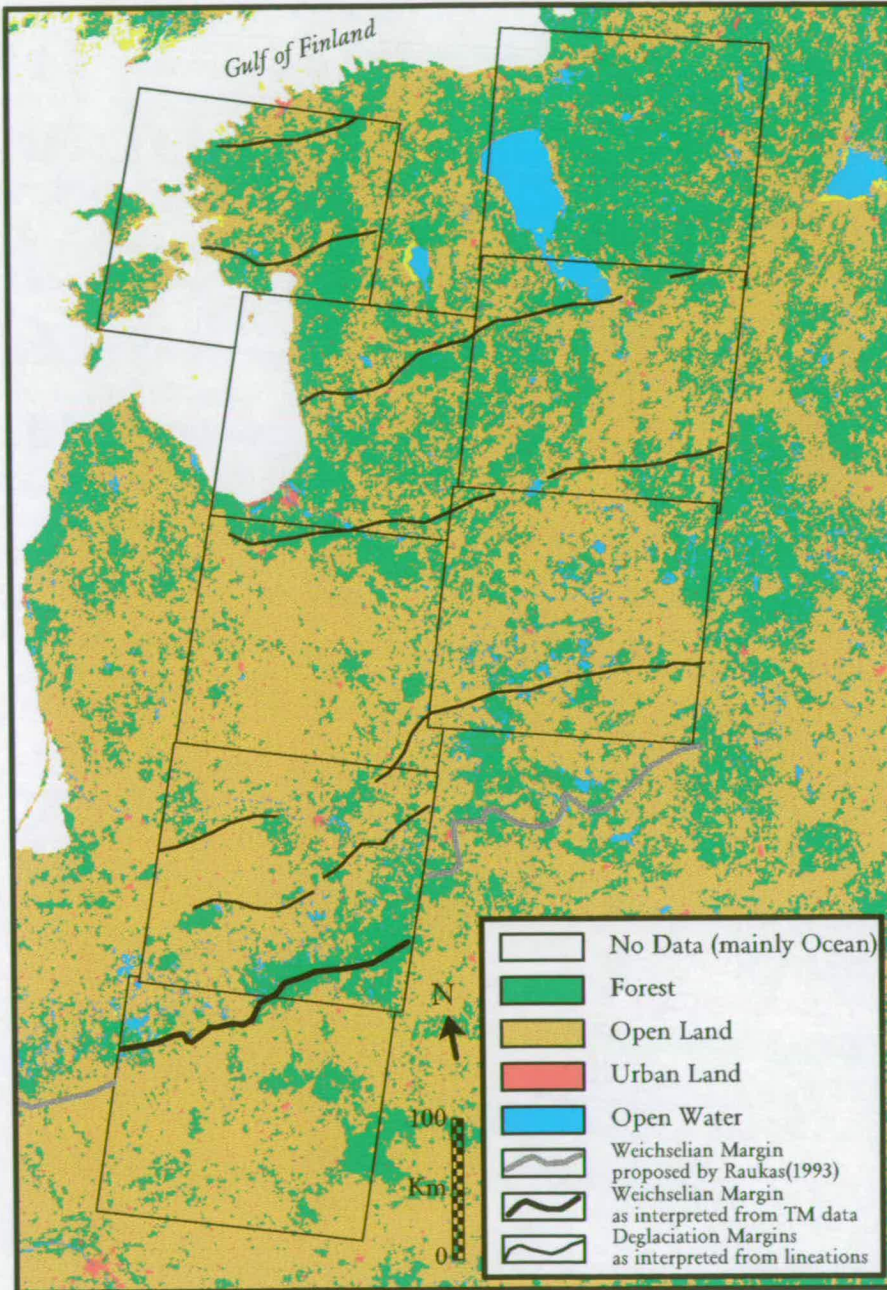 Gulf of Finland
N
100
Km
0
No Data (mainly Ocean)
Forest
Open Land
Urban Land
Open Water
Weichselian Margin
proposed by Raukas(1993)
Weichselian Margin
as interpreted from TM data
Deglaciation Margins
as interpreted from lineations